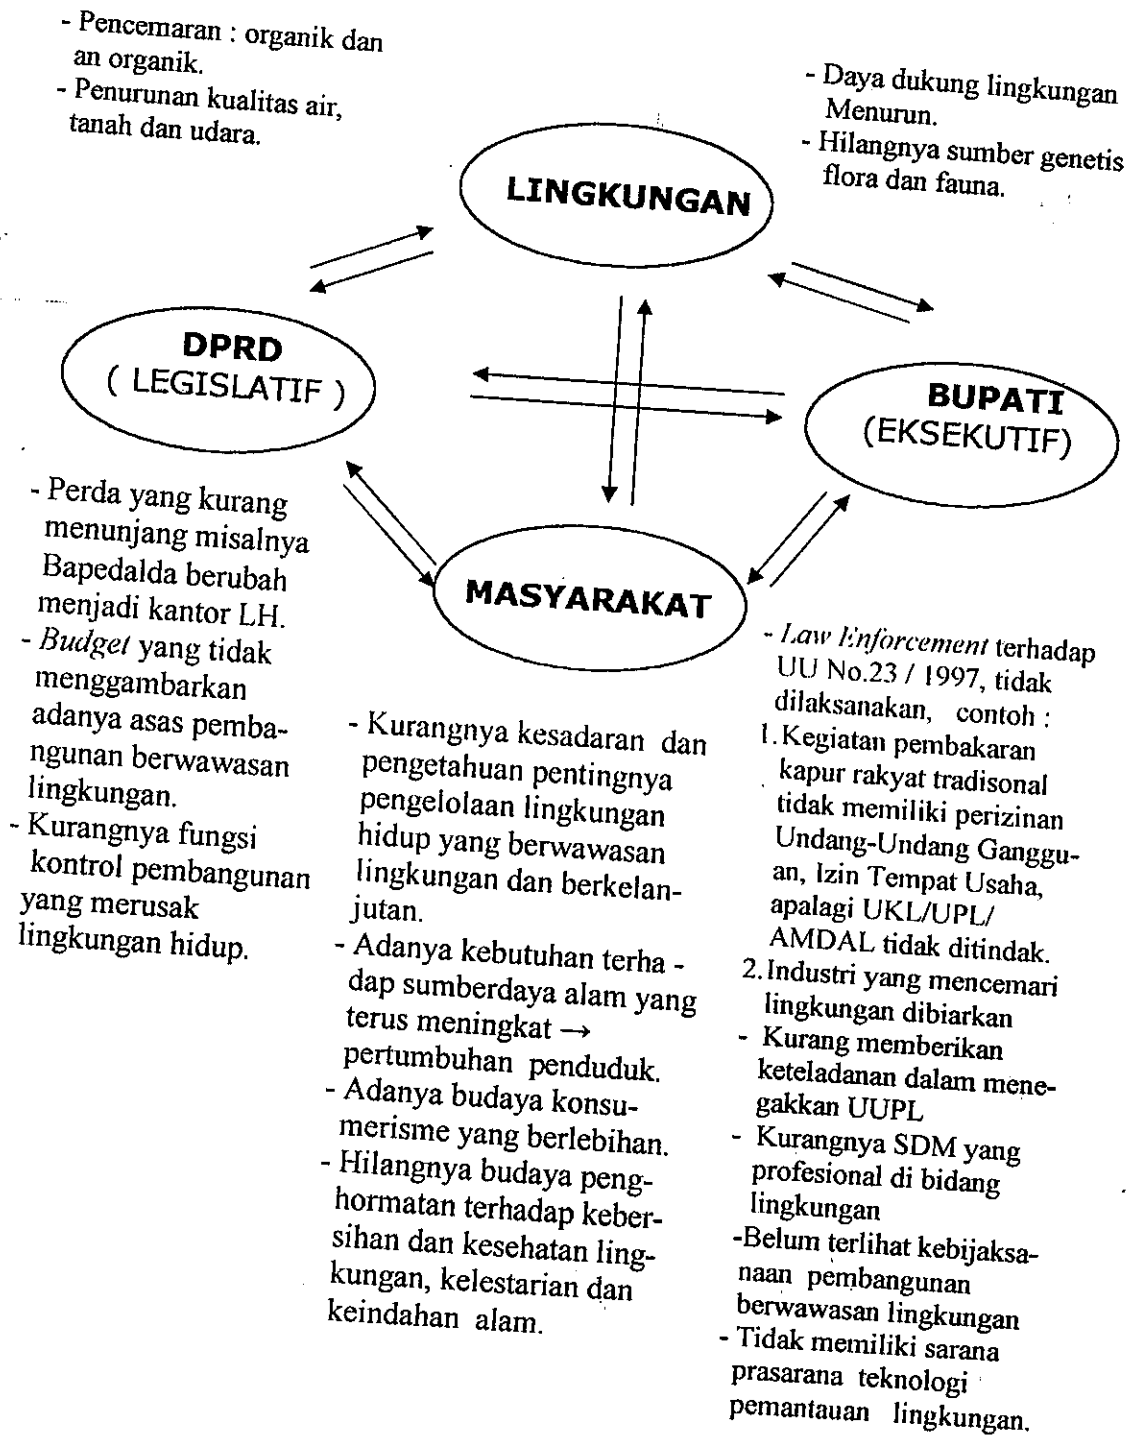 - Pencemaran : organik dan
an organik.
- Penurunan kualitas air,
tanah dan udara.
- Daya dukung lingkungan
Menurun.
- Hilangnya sumber genetis
flora dan fauna.
LINGKUNGAN
DPRD
( LEGISLATIF )
BUPATI
(EKSEKUTIF)
MASYARAKAT
- Perda yang kurang
menunjang misalnya
Bapedalda berubah
menjadi kantor LH.
- Budget yang tidak
menggambarkan
adanya asas pemba-
ngunan berwawasan
lingkungan.
- Kurangnya fungsi
kontrol pembangunan
yang merusak
lingkungan hidup.
- Kurangnya kesadaran dan
pengetahuan pentingnya
pengelolaan lingkungan
hidup yang berwawasan
lingkungan dan berkelan-
jutan.
- Adanya kebutuhan terha -
dap sumberdaya alam yang
terus meningkat →
pertumbuhan penduduk.
- Adanya budaya konsu-
merisme yang berlebihan.
- Hilangnya budaya peng-
hormatan terhadap keber-
sihan dan kesehatan ling-
kungan, kelestarian dan
keindahan alam.
- Law Enforcement terhadap
UU No.23 / 1997, tidak
dilaksanakan, contoh :
1. Kegiatan pembakaran
kapur rakyat tradisonal
tidak memiliki perizinan
Undang-Undang Ganggu-
an, Izin Tempat Usaha,
apalagi UKL/UPL/
AMDAL tidak ditindak.
2. Industri yang mencemari
lingkungan dibiarkan
- Kurang memberikan
keteladanan dalam mene-
gakkan UUPL
- Kurangnya SDM yang
profesional di bidang
lingkungan
-Belum terlihat kebijaksa-
naan pembangunan
berwawasan lingkungan
- Tidak memiliki sarana
prasarana teknologi
pemantauan lingkungan.